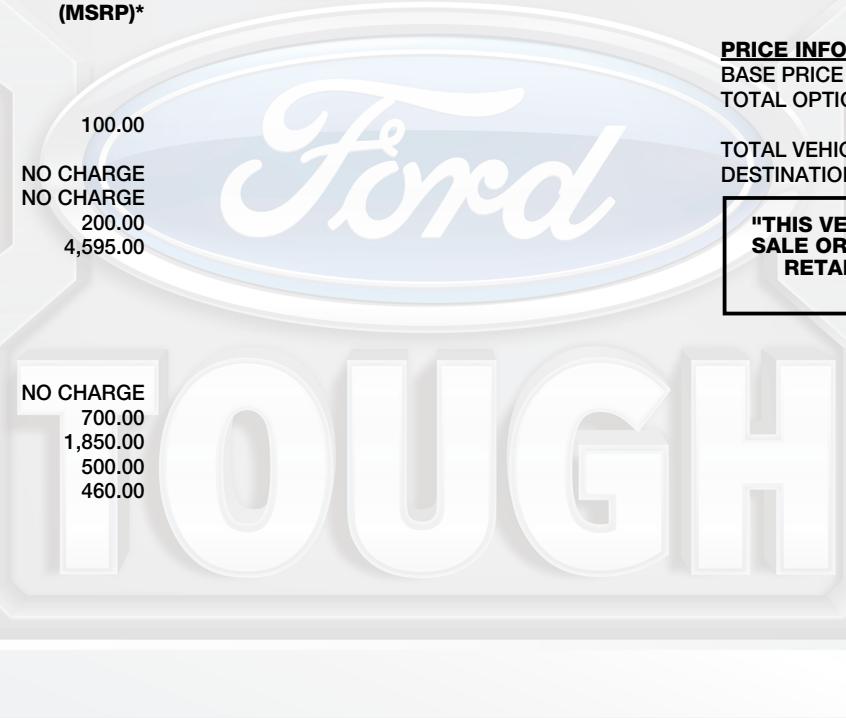 (MSRP)*
100.00
NO CHARGE
NO CHARGE
200.00
4,595.00
NO CHARGE
700.00
1,850.00
500.00
460.00
PRICE INFO
BASE PRICE
TOTAL OPTIO
TOTAL VEHIC
DESTINATION
"THIS VE
SALE OR
RETAI
Ford
TOUGH